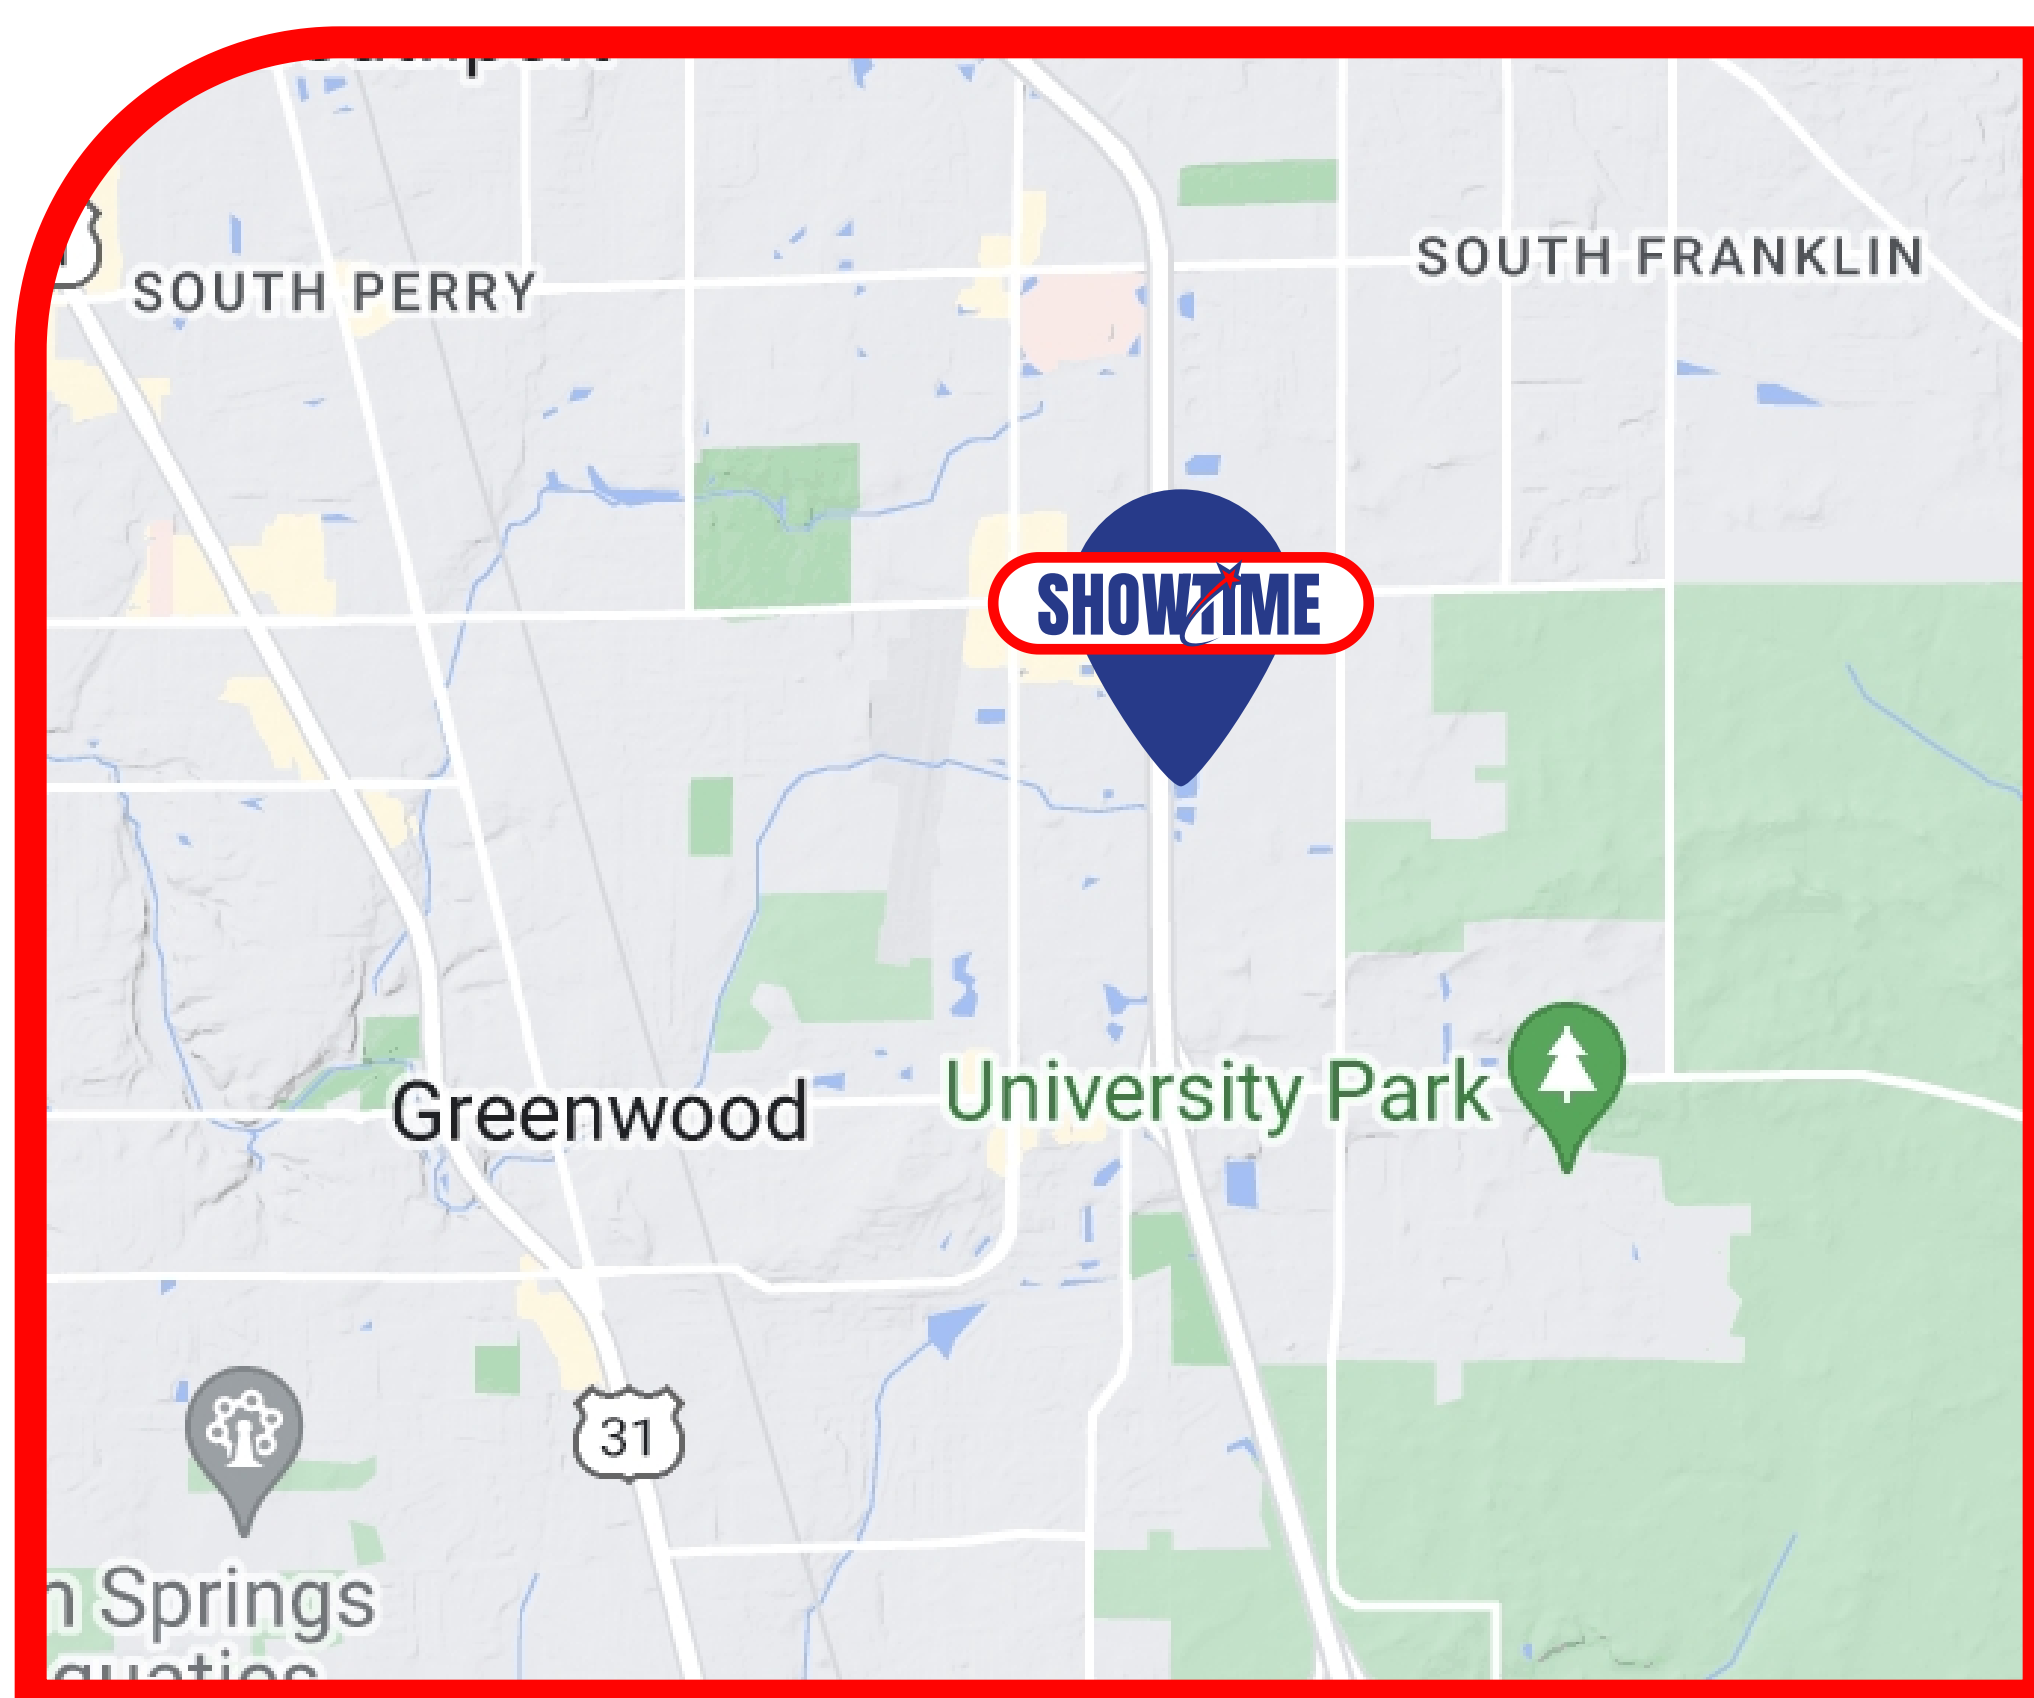 SOUTH FRANKLIN
SOUTH PERRY
SHOWTIME
University Park
Greenwood
31
n Springs